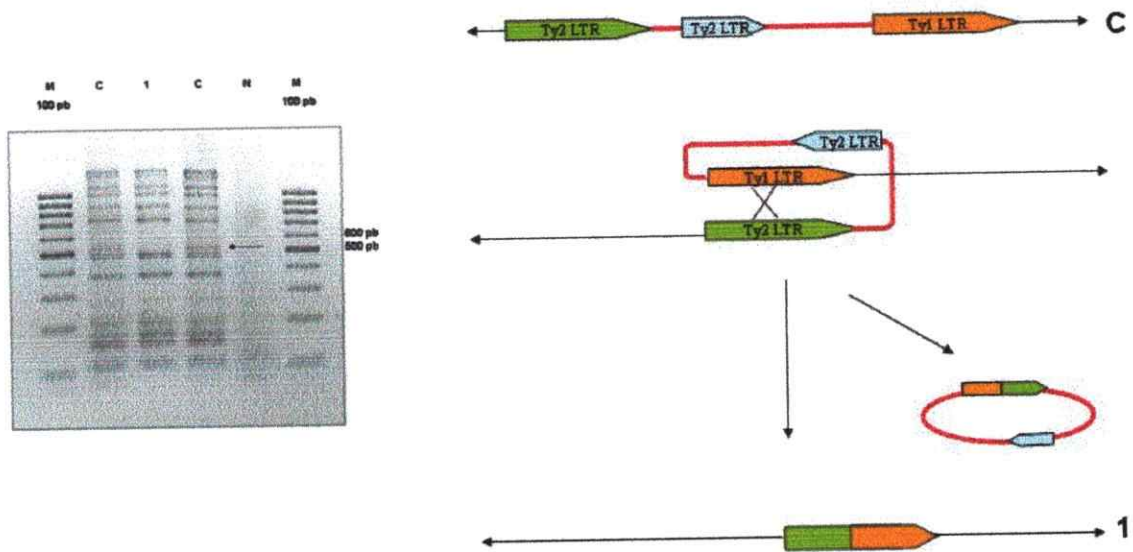 Ty2 LTR Ty2 LTR Ty1 LTR C
M C 1 C N M
100 pb 100 pb
Ty2 LTR
Ty1 LTR
Ty2 LTR
600 pb
500 pb
1